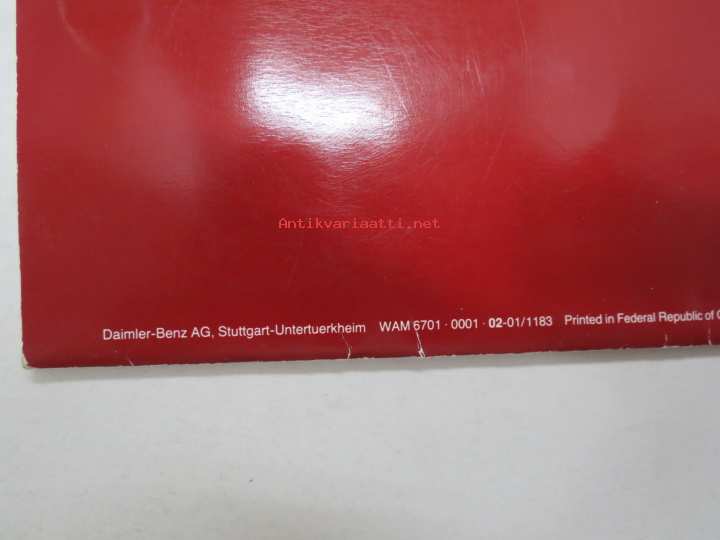 Antikvariaatti.net
Daimler-Benz AG, Stuttgart-Untertuerkheim WAM 6701 · 0001 · 02-01/1183 Printed in Federal Republic of